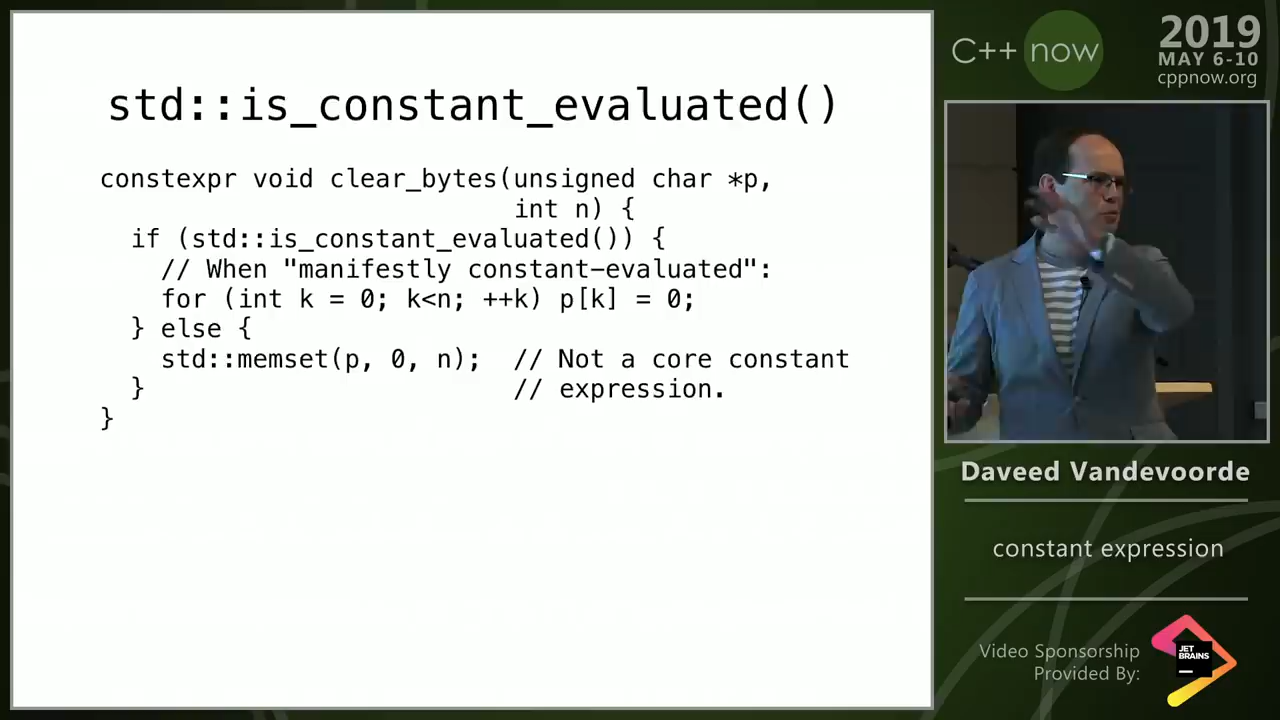 std::is_constant_evaluated()
constexpr void clear_bytes(unsigned char *p,
                           int n) {
  if (std::is_constant_evaluated()) {
    // When "manifestly constant-evaluated":
    for (int k = 0; k<n; ++k) p[k] = 0;
  } else {
    std::memset(p, 0, n);  // Not a core constant
  }                        // expression.
}
C++ now
2019
MAY 6-10
cppnow.org
Daveed Vandevoorde
constant expression
Video Sponsorship
Provided By:
JET
BRAINS